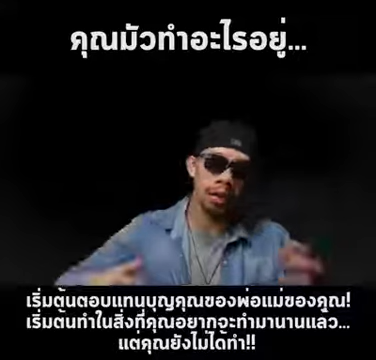 คุณมัวทำอะไรอยู่...
เริ่มต้นตอบแทนบุญคุณของพ่อแม่ของคุณ!
เริ่มต้นทำในสิ่งที่คุณอยากจะทำมานานแล้ว...
แต่คุณยังไม่ได้ทำ!!